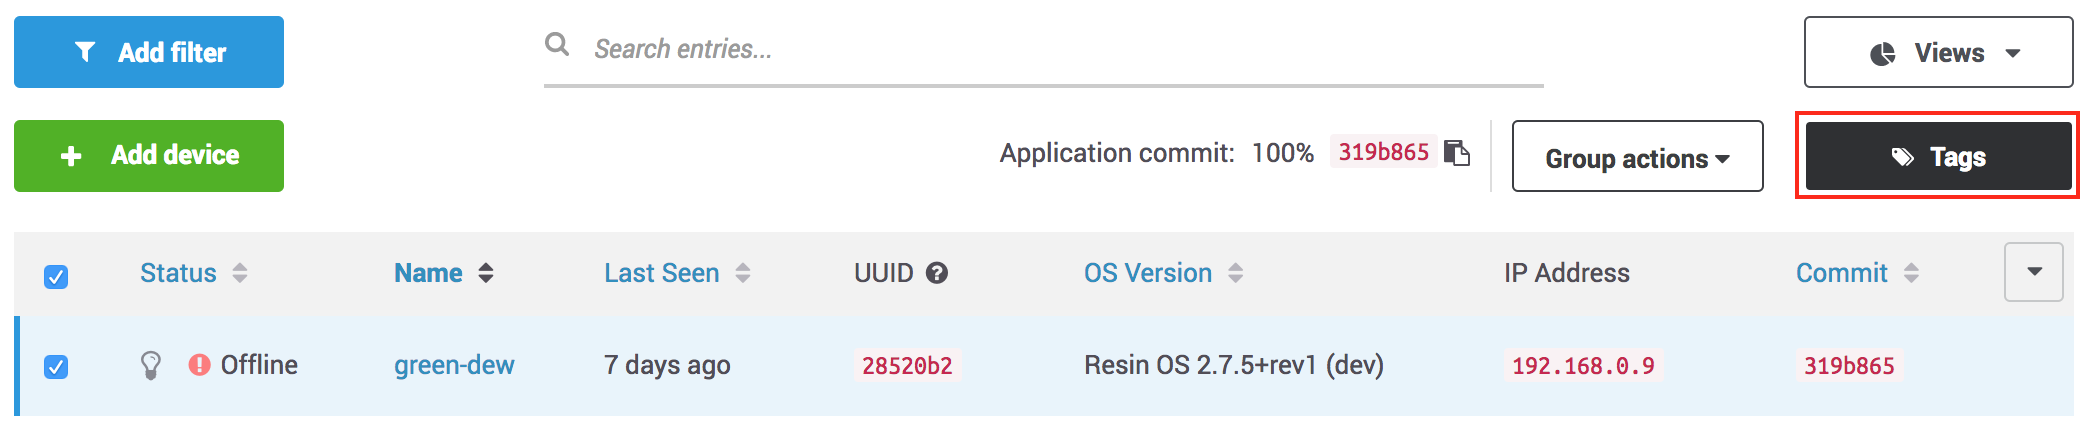 Add filter Search entries... Views
Add device Application commit: 100% 319b865 Group actions Tags
Status Name Last Seen UUID ? OS Version IP Address Commit
! Offline green-dew 7 days ago 28520b2 Resin OS 2.7.5+rev1 (dev) 192.168.0.9 319b865